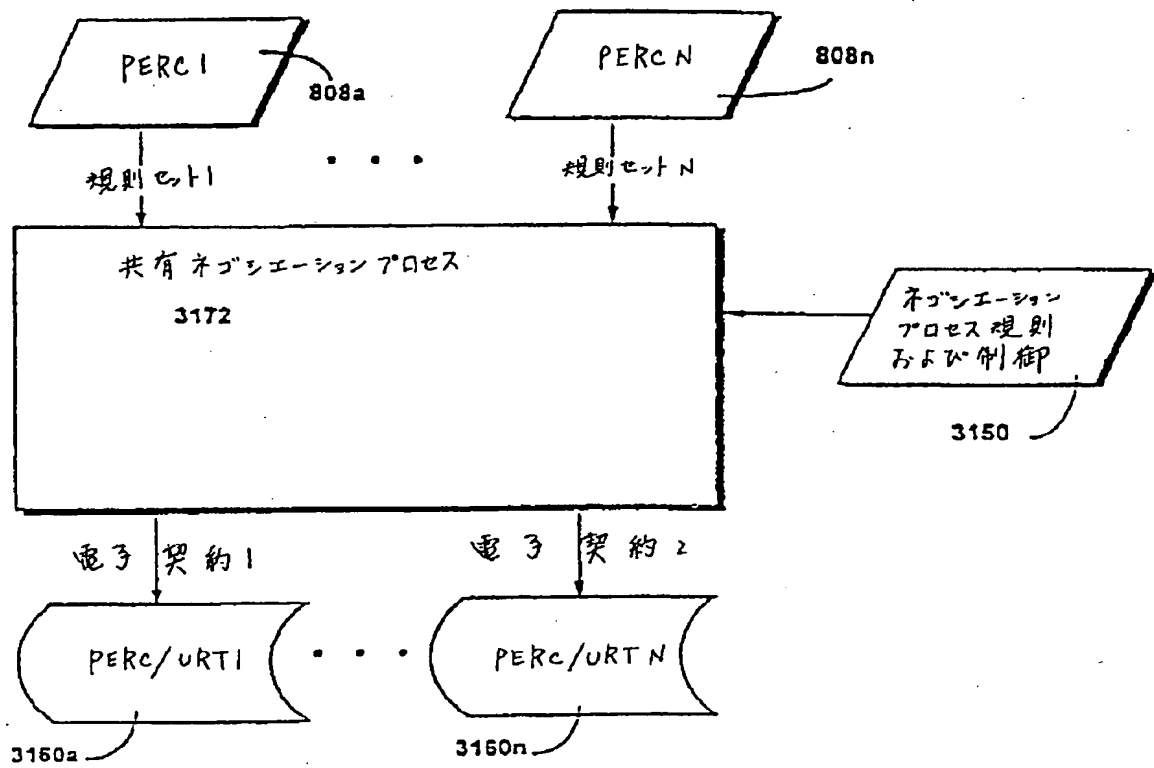 PERC 1
808a
PERC N
808n
規則セット1
規則セットN
共有ネゴシエーションプロセス
3172
ネゴシエーション
プロセス規則
および制御
3150
電子契約1
電子契約2
PERC/URT1
PERC/URT N
3160a
3160n